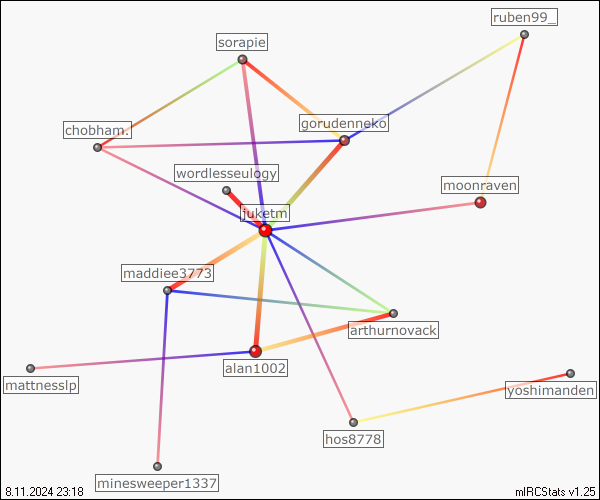 ruben99_
sorapie
gorudenneko
chobham.
wordlesseulogy
moonraven
juketm
maddiee3773
arthurnovack
alan1002
mattnesslp
yoshimanden
hos8778
minesweeper1337
8.11.2024 23:18
mIRCStats v1.25